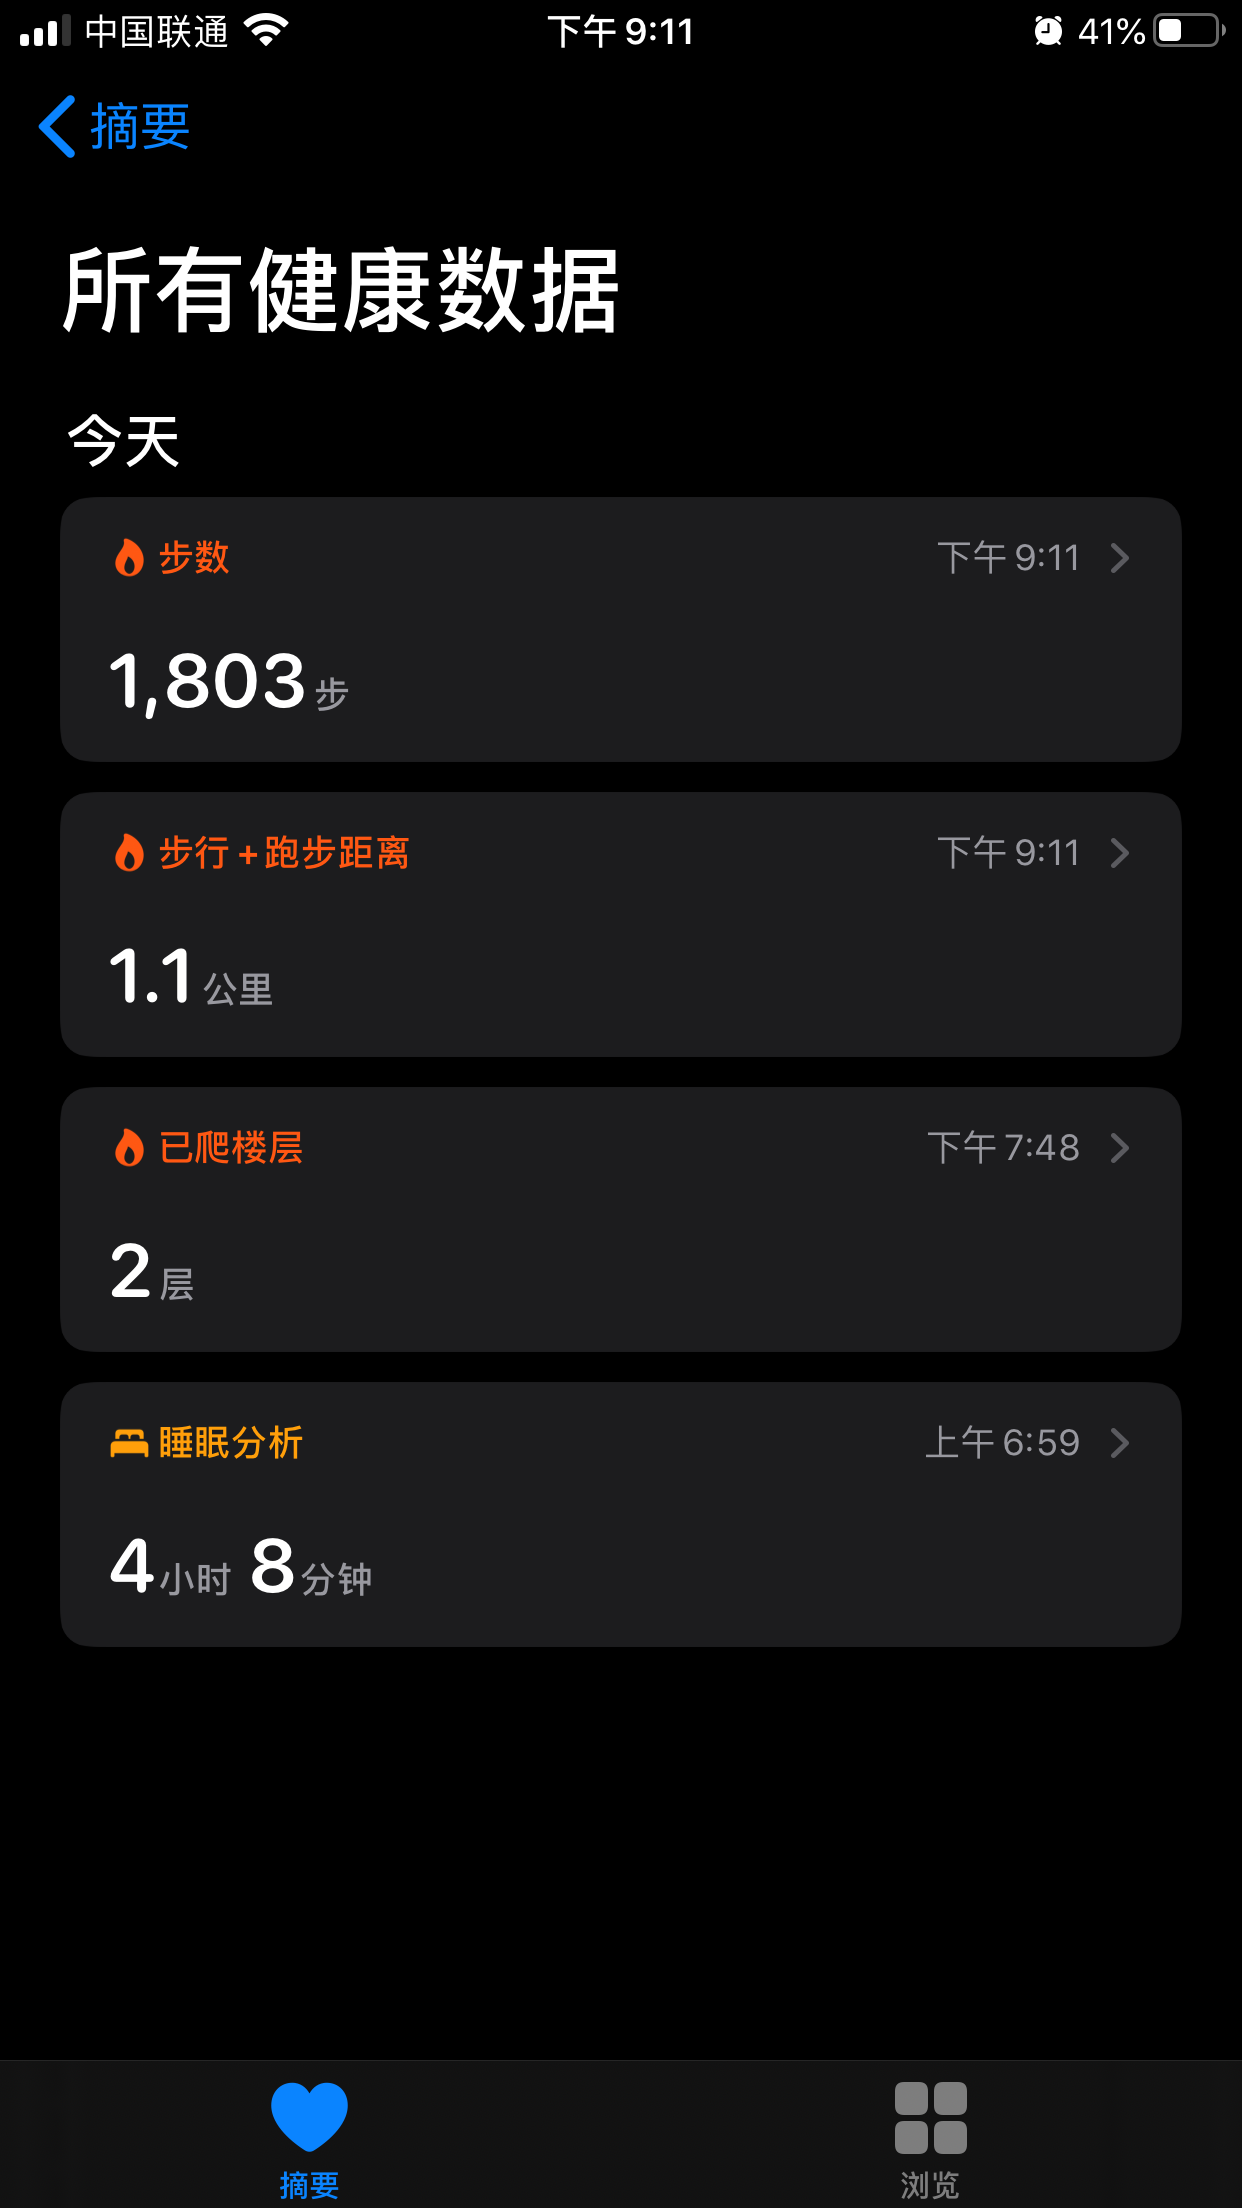 中国联通 下午 9:11 41%
摘要
所有健康数据
今天
步数 下午 9:11
1,803 步
步行 + 跑步距离 下午 9:11
1.1 公里
已爬楼层 下午 7:48
2 层
睡眠分析 上午 6:59
4 小时 8 分钟
摘要 浏览